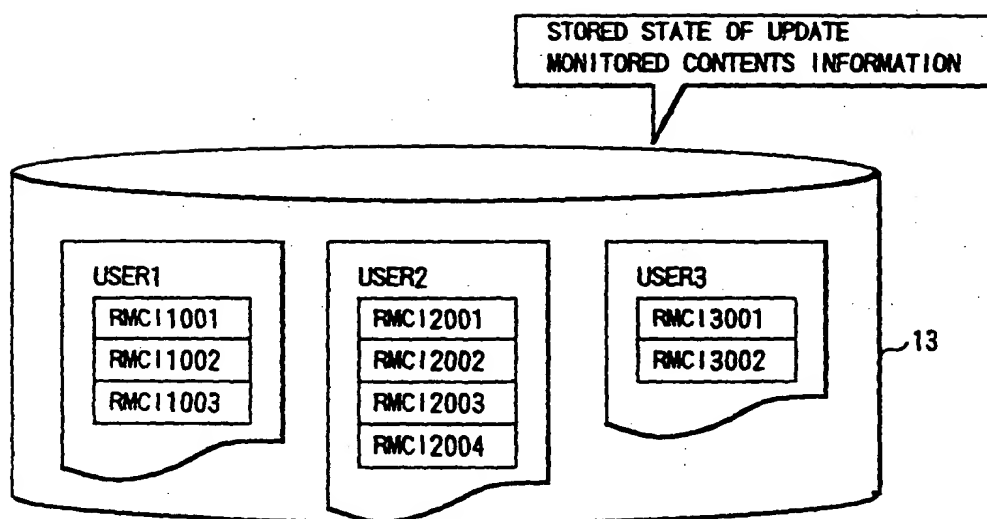 STORED STATE OF UPDATE
MONITORED CONTENTS INFORMATION
USER1
RMCI1001
RMCI1002
RMCI1003
USER2
RMCI2001
RMCI2002
RMCI2003
RMCI2004
USER3
RMCI3001
RMCI3002
13